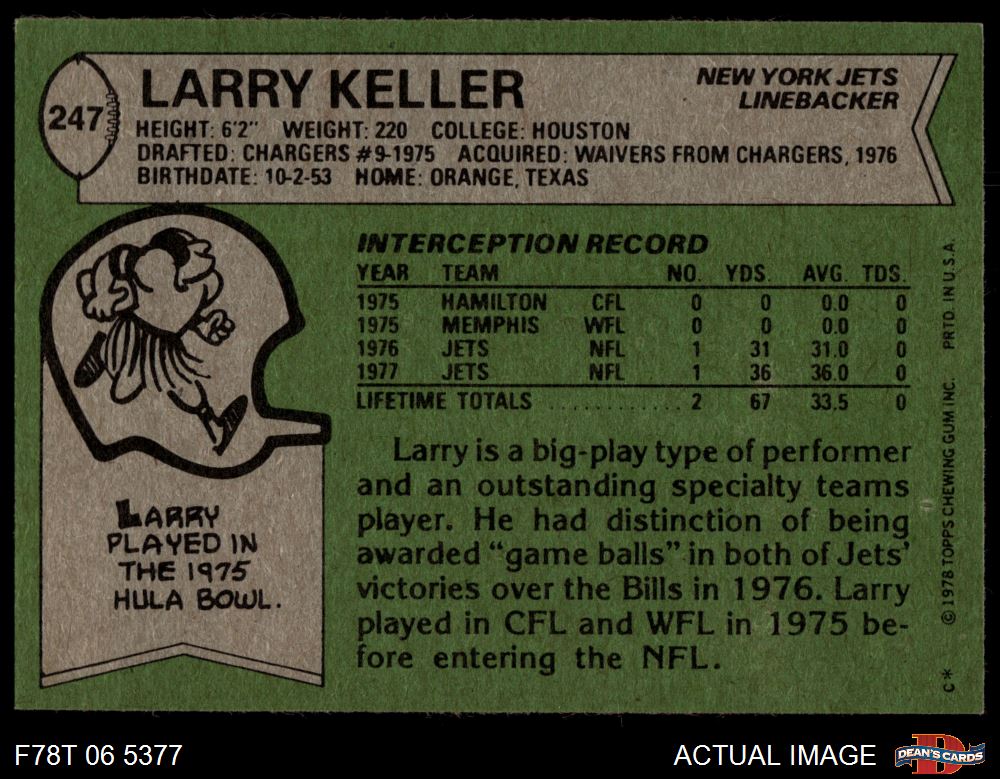 247
LARRY KELLER
NEW YORK JETS
LINEBACKER
HEIGHT: 6'2" WEIGHT: 220 COLLEGE: HOUSTON
DRAFTED: CHARGERS #9-1975 ACQUIRED: WAIVERS FROM CHARGERS, 1976
BIRTHDATE: 10-2-53 HOME: ORANGE, TEXAS
INTERCEPTION RECORD
YEAR TEAM NO. YDS. AVG TDS.
1975 HAMILTON CFL 0 0 0.0 0
1975 MEMPHIS WFL 0 0 0.0 0
1976 JETS NFL 1 31 31.0 0
1977 JETS NFL 1 36 36.0 0
LIFETIME TOTALS ............ 2 67 33.5 0
Larry is a big-play type of performer
and an outstanding specialty teams
player. He had distinction of being
awarded "game balls" in both of Jets'
victories over the Bills in 1976. Larry
played in CFL and WFL in 1975 be-
fore entering the NFL.
LARRY
PLAYED IN
THE 1975
HULA BOWL.
C* © 1978 TOPPS CHEWING GUM INC. PRTD. IN U.S.A.
F78T 06 5377
ACTUAL IMAGE
DEAN'S CARDS